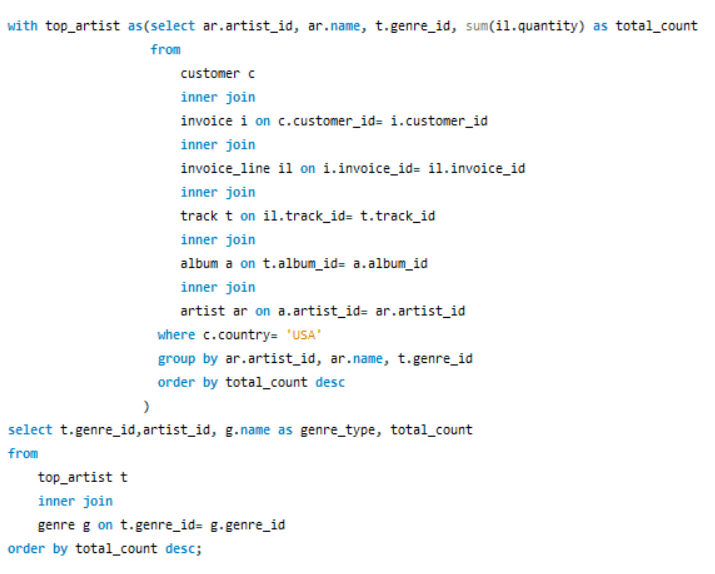 with top_artist as(select ar.artist_id, ar.name, t.genre_id, sum(il.quantity) as total_count
from
customer c
inner join
invoice i on c.customer_id= i.customer_id
inner join
invoice_line il on i.invoice_id= il.invoice_id
inner join
track t on il.track_id= t.track_id
inner join
album a on t.album_id= a.album_id
inner join
artist ar on a.artist_id= ar.artist_id
where c.country= 'USA'
group by ar.artist_id, ar.name, t.genre_id
order by total_count desc
)
select t.genre_id,artist_id, g.name as genre_type, total_count
from
top_artist t
inner join
genre g on t.genre_id= g.genre_id
order by total_count desc;